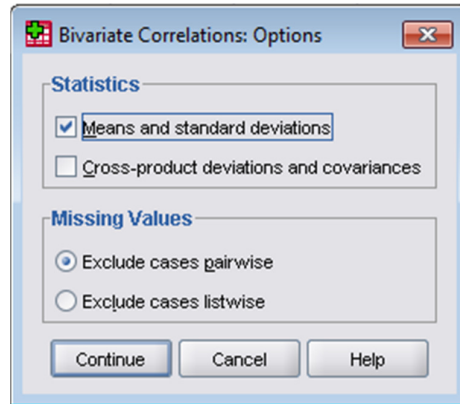 Bivariate Correlations: Options
Statistics
Means and standard deviations
Cross-product deviations and covariances
Missing Values
Exclude cases pairwise
Exclude cases listwise
Continue Cancel Help